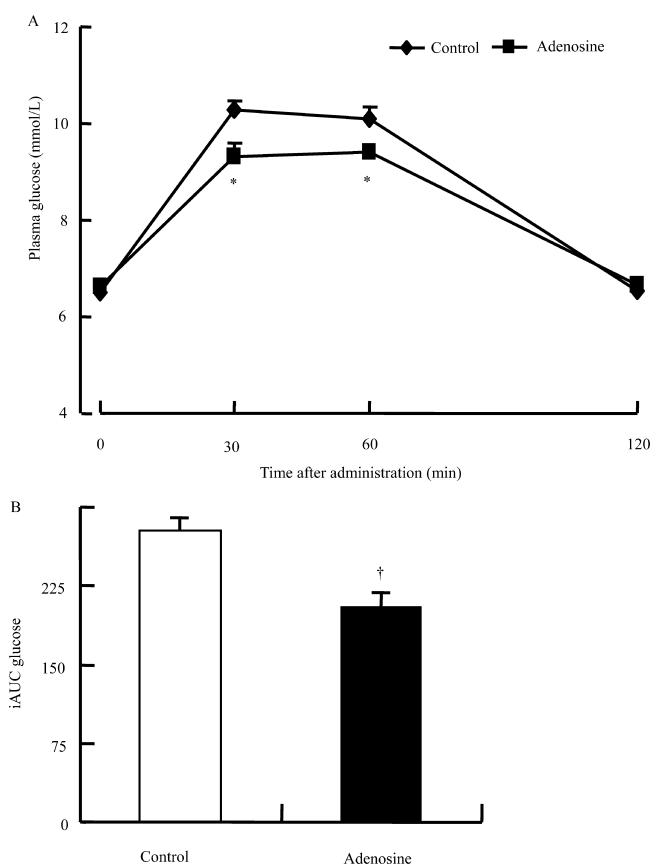 A
12
Control
Adenosine
10
8
6
4
Plasma glucose (mmol/L)
*
*
0
30
60
120
Time after administration (min)
B
†
225
150
75
0
iAUC glucose
Control
Adenosine